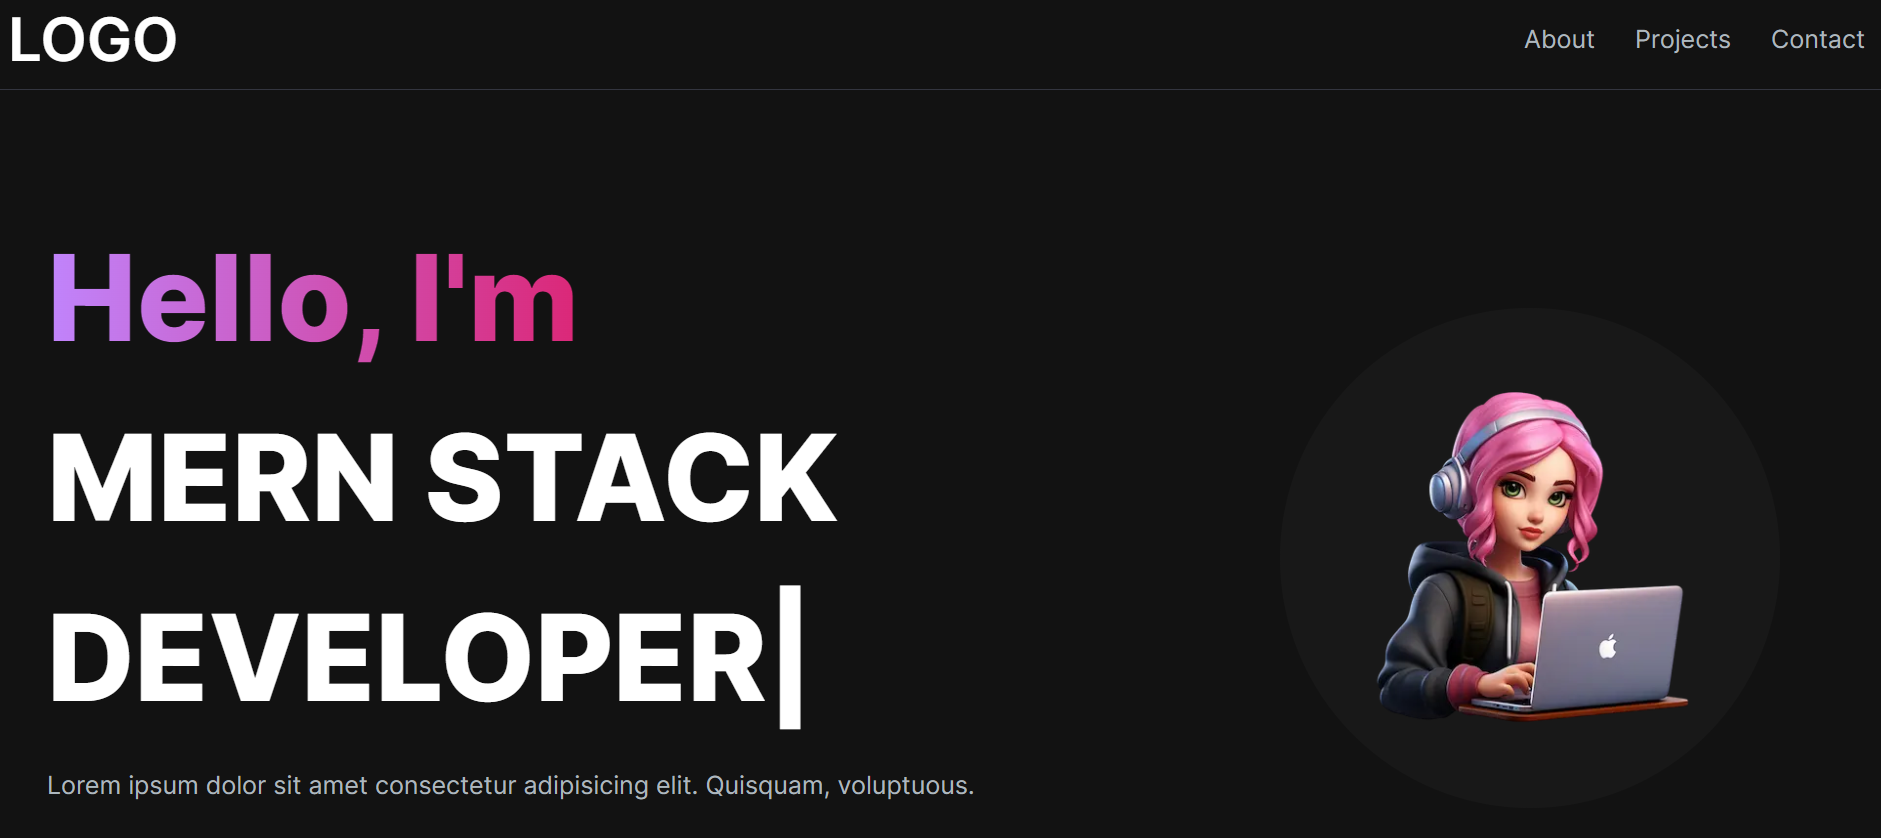 LOGO
About Projects Contact
Hello, I'm
MERN STACK
DEVELOPER|
Lorem ipsum dolor sit amet consectetur adipisicing elit. Quisquam, voluptuous.